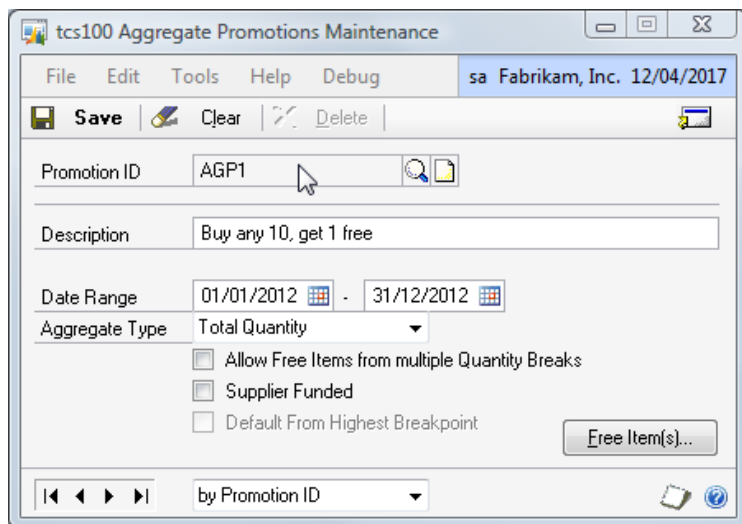 tcs100 Aggregate Promotions Maintenance
File Edit Tools Help Debug sa Fabrikam, Inc. 12/04/2017
Save Clear Delete
Promotion ID AGP1
Description Buy any 10, get 1 free
Date Range 01/01/2012 - 31/12/2012
Aggregate Type Total Quantity
Allow Free Items from multiple Quantity Breaks
Supplier Funded
Default From Highest Breakpoint
Free Item(s)...
by Promotion ID